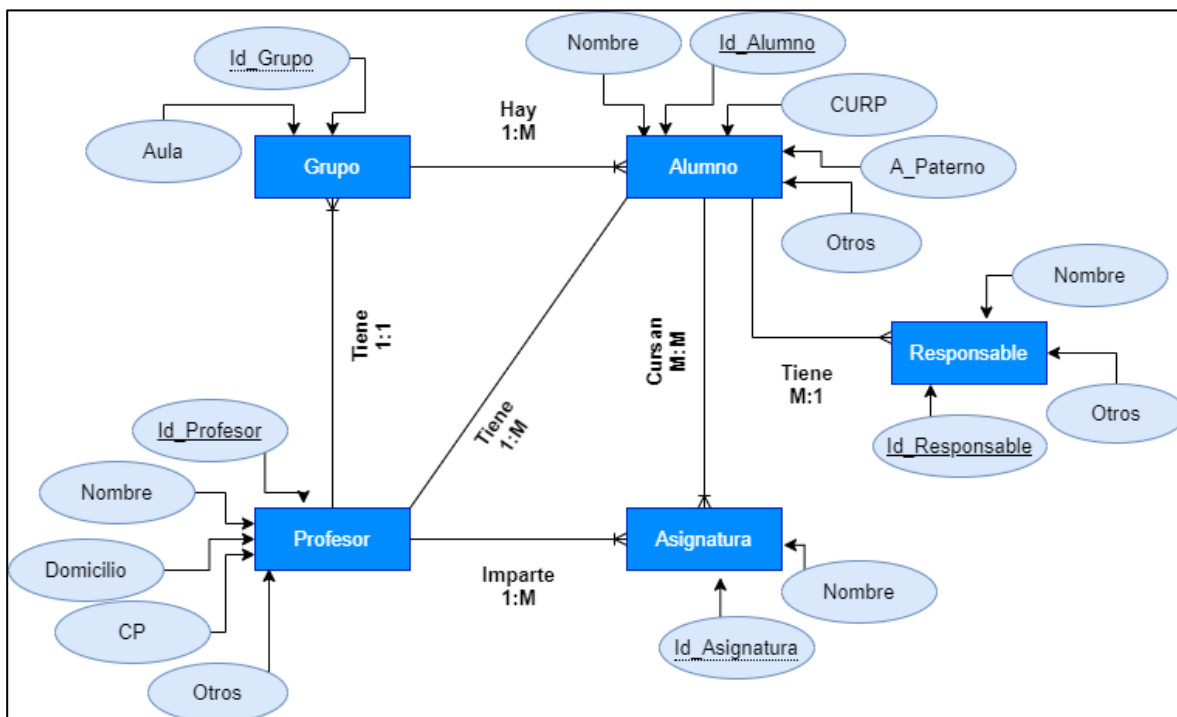 Nombre
Id_Alumno
Id_Grupo
CURP
Hay
1:M
Aula
Grupo
Alumno
A_Paterno
Otros
Nombre
Tiene
1:1
Cursan
M:M
Responsable
Tiene
M:1
Tiene
1:M
Otros
Id_Profesor
Id_Responsable
Nombre
Profesor
Asignatura
Domicilio
Imparte
1:M
Nombre
CP
Id_Asignatura
Otros